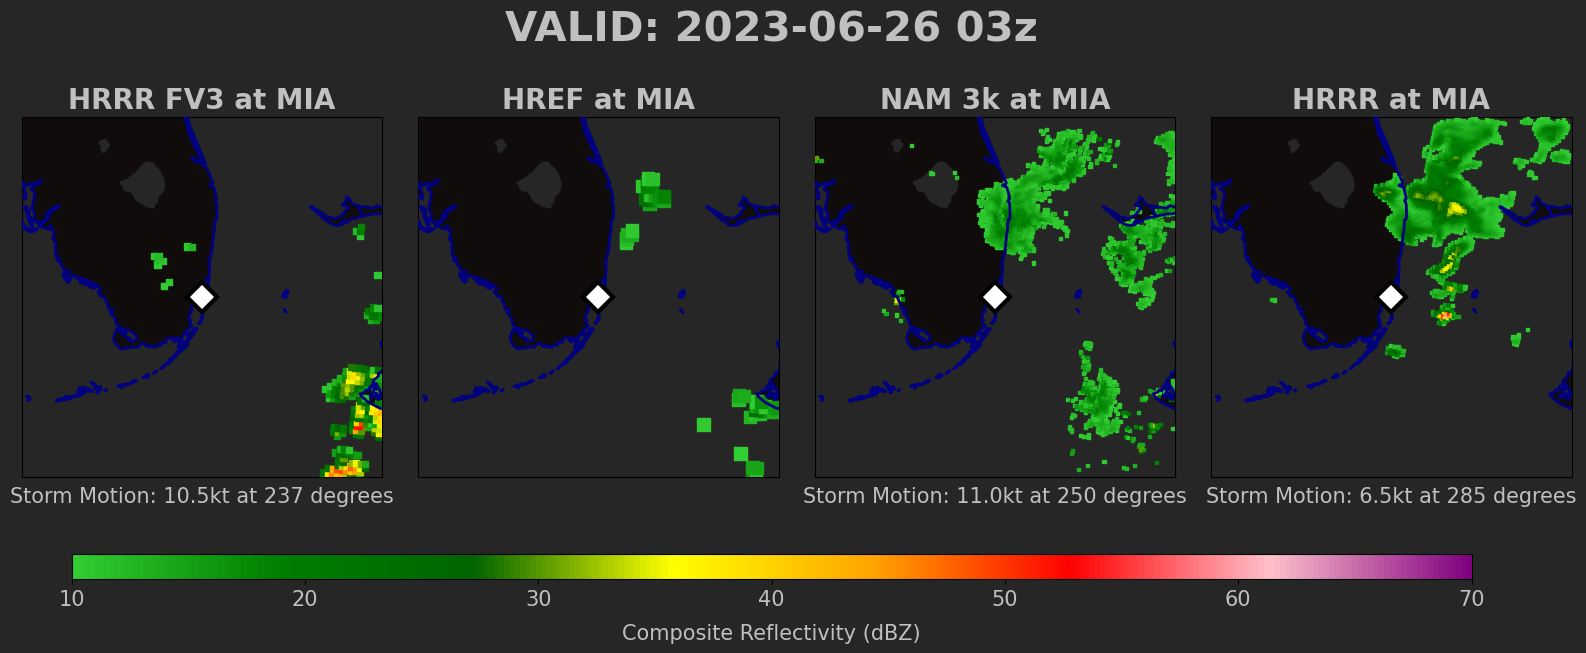 VALID: 2023-06-26 03z
HRRR FV3 at MIA
HREF at MIA
NAM 3k at MIA
HRRR at MIA
Storm Motion: 10.5kt at 237 degrees
Storm Motion: 11.0kt at 250 degrees
Storm Motion: 6.5kt at 285 degrees
10 20 30 40 50 60 70
Composite Reflectivity (dBZ)